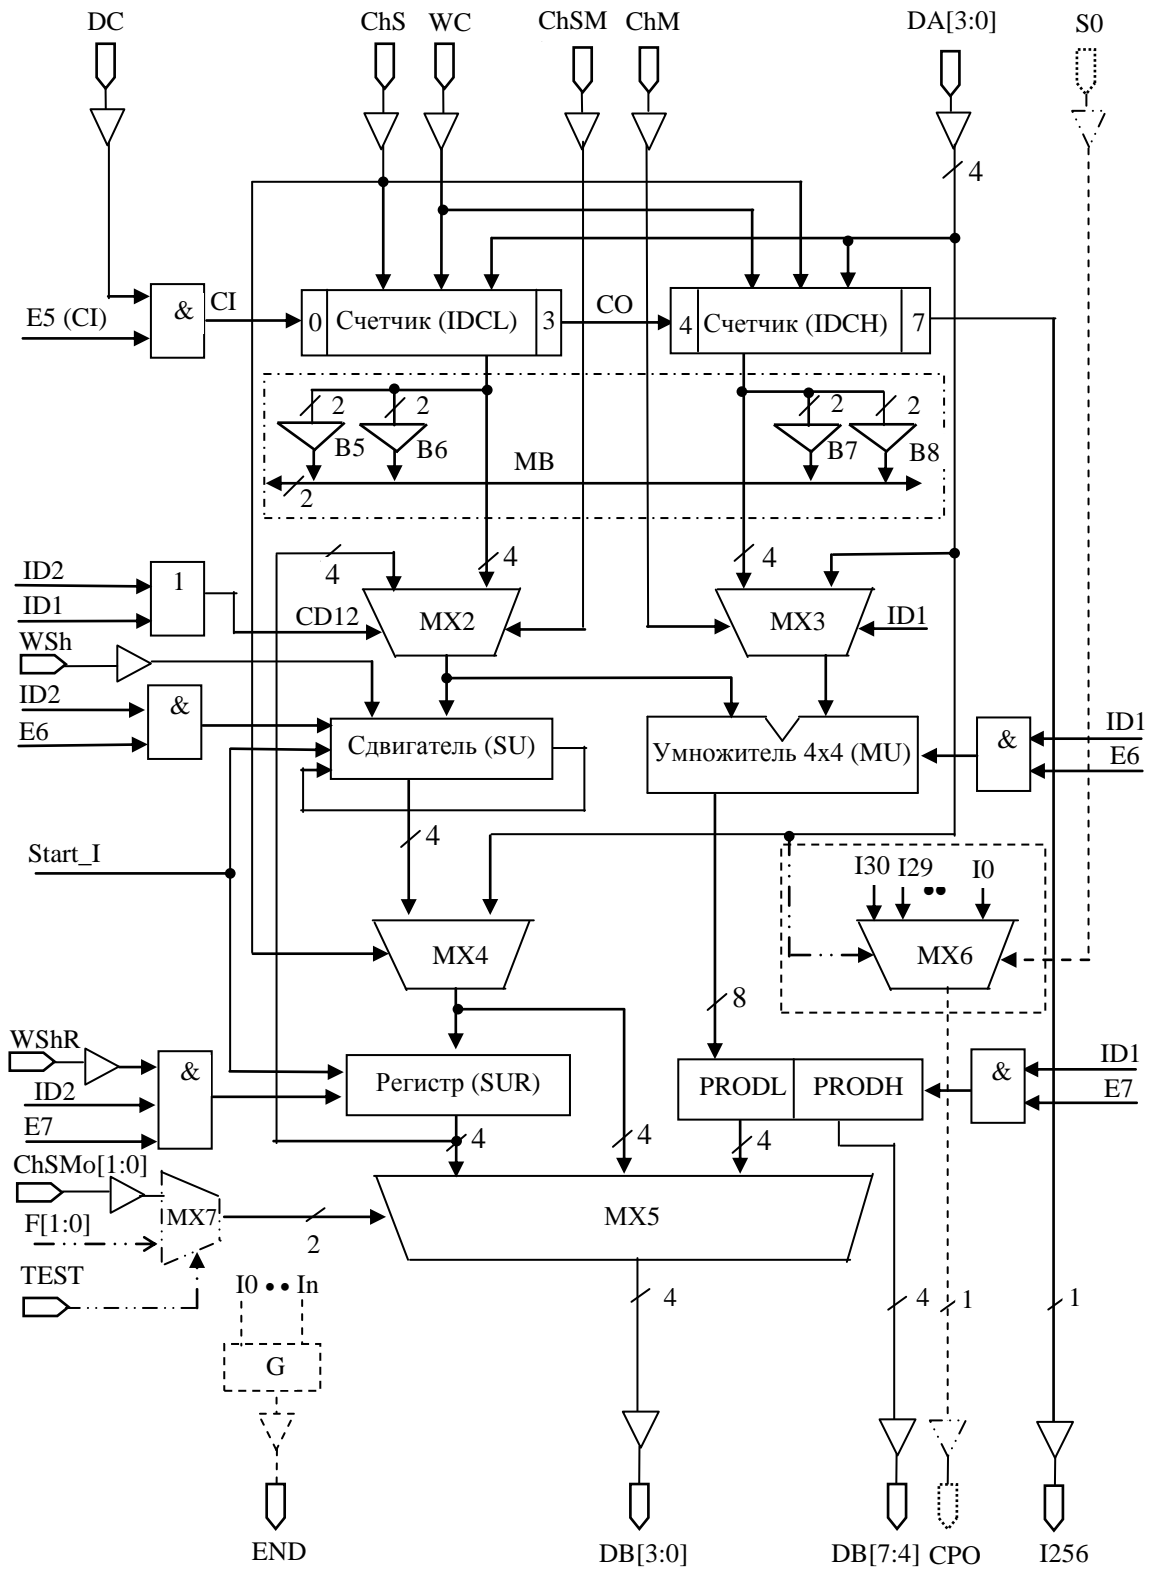 DC ChS WC ChSM ChM DA[3:0] S0
4
E5 (CI) & CI 0 Счетчик (IDCL) 3 CO 4 Счетчик (IDCH) 7
2 2 2 2
B5 B6 MB B7 B8
2
ID2 1 4 4 4
ID1 CD12 MX2 MX3 ID1
WSh
ID2 & ID1
E6 Сдвигатель (SU) Умножитель 4x4 (MU) & E6
4
Start_I I30 I29 •• I0
MX4 MX6
8
WShR ID1
ID2 & Регистр (SUR) PRODL PRODH & E7
E7 4 4 4
ChSMo[1:0]
F[1:0] MX7 2 MX5
TEST
I0 •• In 4 4 1 1
G
END DB[3:0] DB[7:4] CPO I256